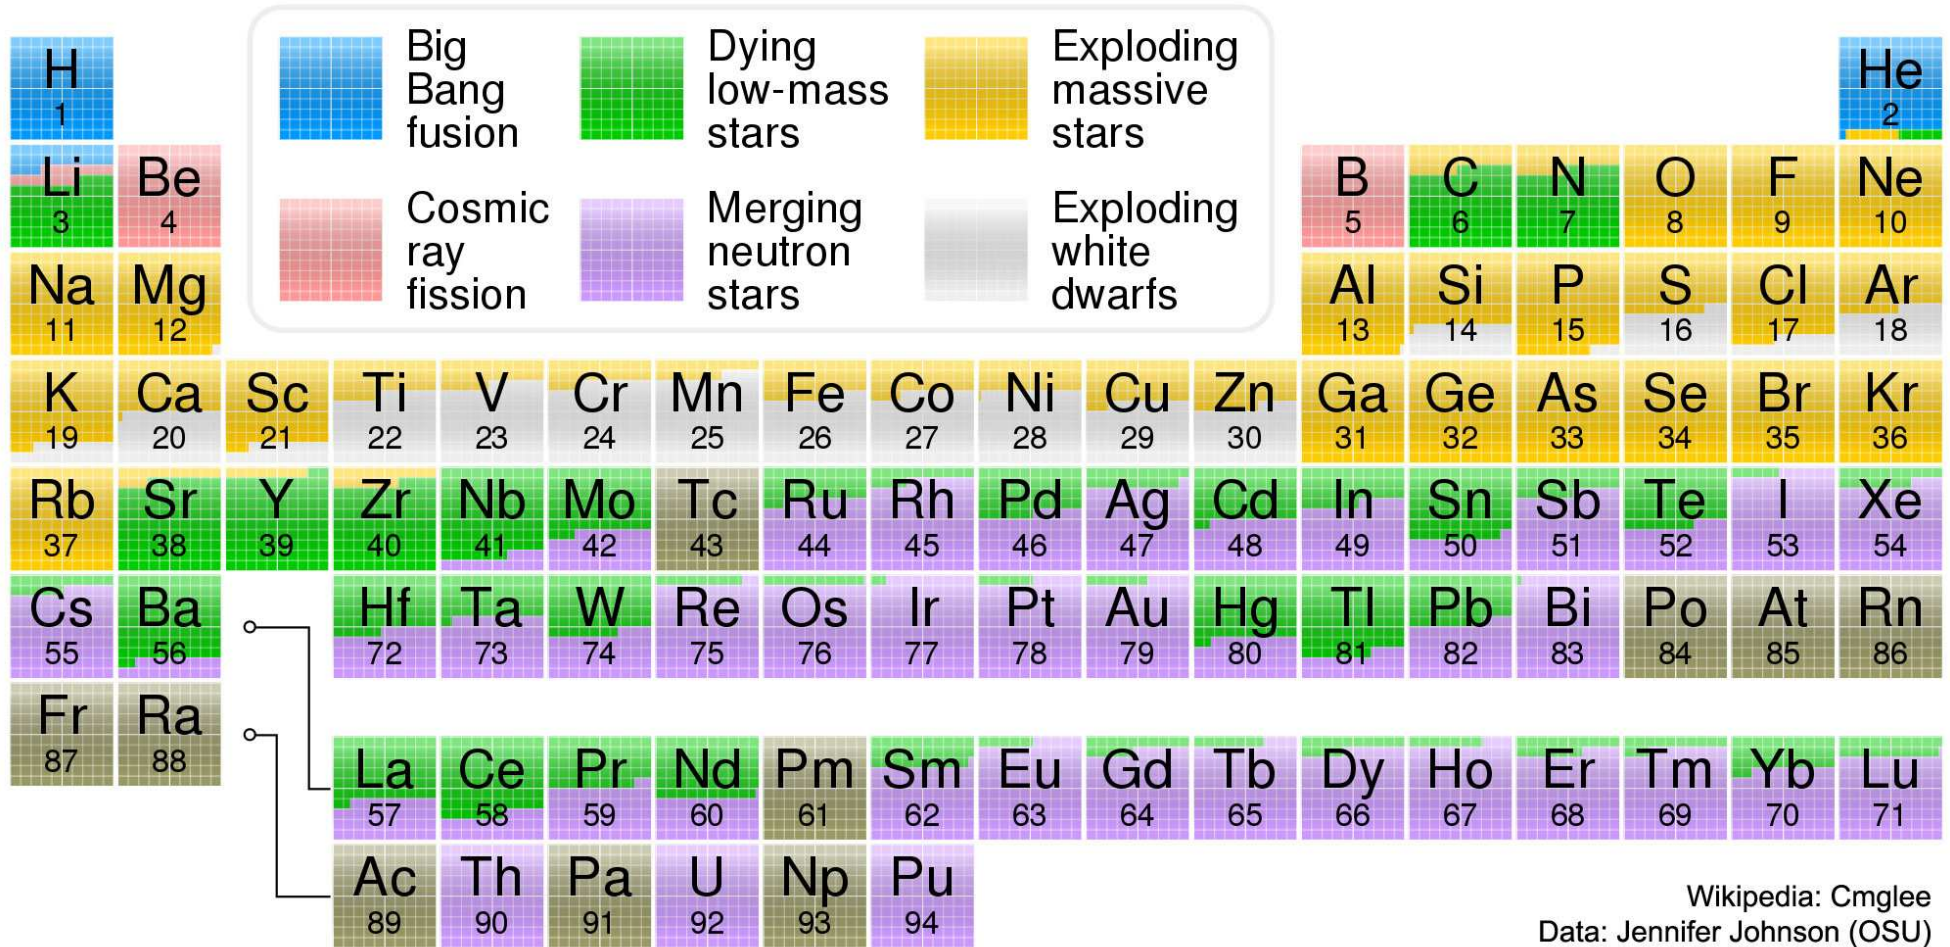 Big Bang fusion
Dying low-mass stars
Exploding massive stars
Cosmic ray fission
Merging neutron stars
Exploding white dwarfs
H 1
He 2
Li 3
Be 4
B 5
C 6
N 7
O 8
F 9
Ne 10
Na 11
Mg 12
Al 13
Si 14
P 15
S 16
Cl 17
Ar 18
K 19
Ca 20
Sc 21
Ti 22
V 23
Cr 24
Mn 25
Fe 26
Co 27
Ni 28
Cu 29
Zn 30
Ga 31
Ge 32
As 33
Se 34
Br 35
Kr 36
Rb 37
Sr 38
Y 39
Zr 40
Nb 41
Mo 42
Tc 43
Ru 44
Rh 45
Pd 46
Ag 47
Cd 48
In 49
Sn 50
Sb 51
Te 52
I 53
Xe 54
Cs 55
Ba 56
Hf 72
Ta 73
W 74
Re 75
Os 76
Ir 77
Pt 78
Au 79
Hg 80
Tl 81
Pb 82
Bi 83
Po 84
At 85
Rn 86
Fr 87
Ra 88
La 57
Ce 58
Pr 59
Nd 60
Pm 61
Sm 62
Eu 63
Gd 64
Tb 65
Dy 66
Ho 67
Er 68
Tm 69
Yb 70
Lu 71
Ac 89
Th 90
Pa 91
U 92
Np 93
Pu 94
Wikipedia: Cmglee
Data: Jennifer Johnson (OSU)